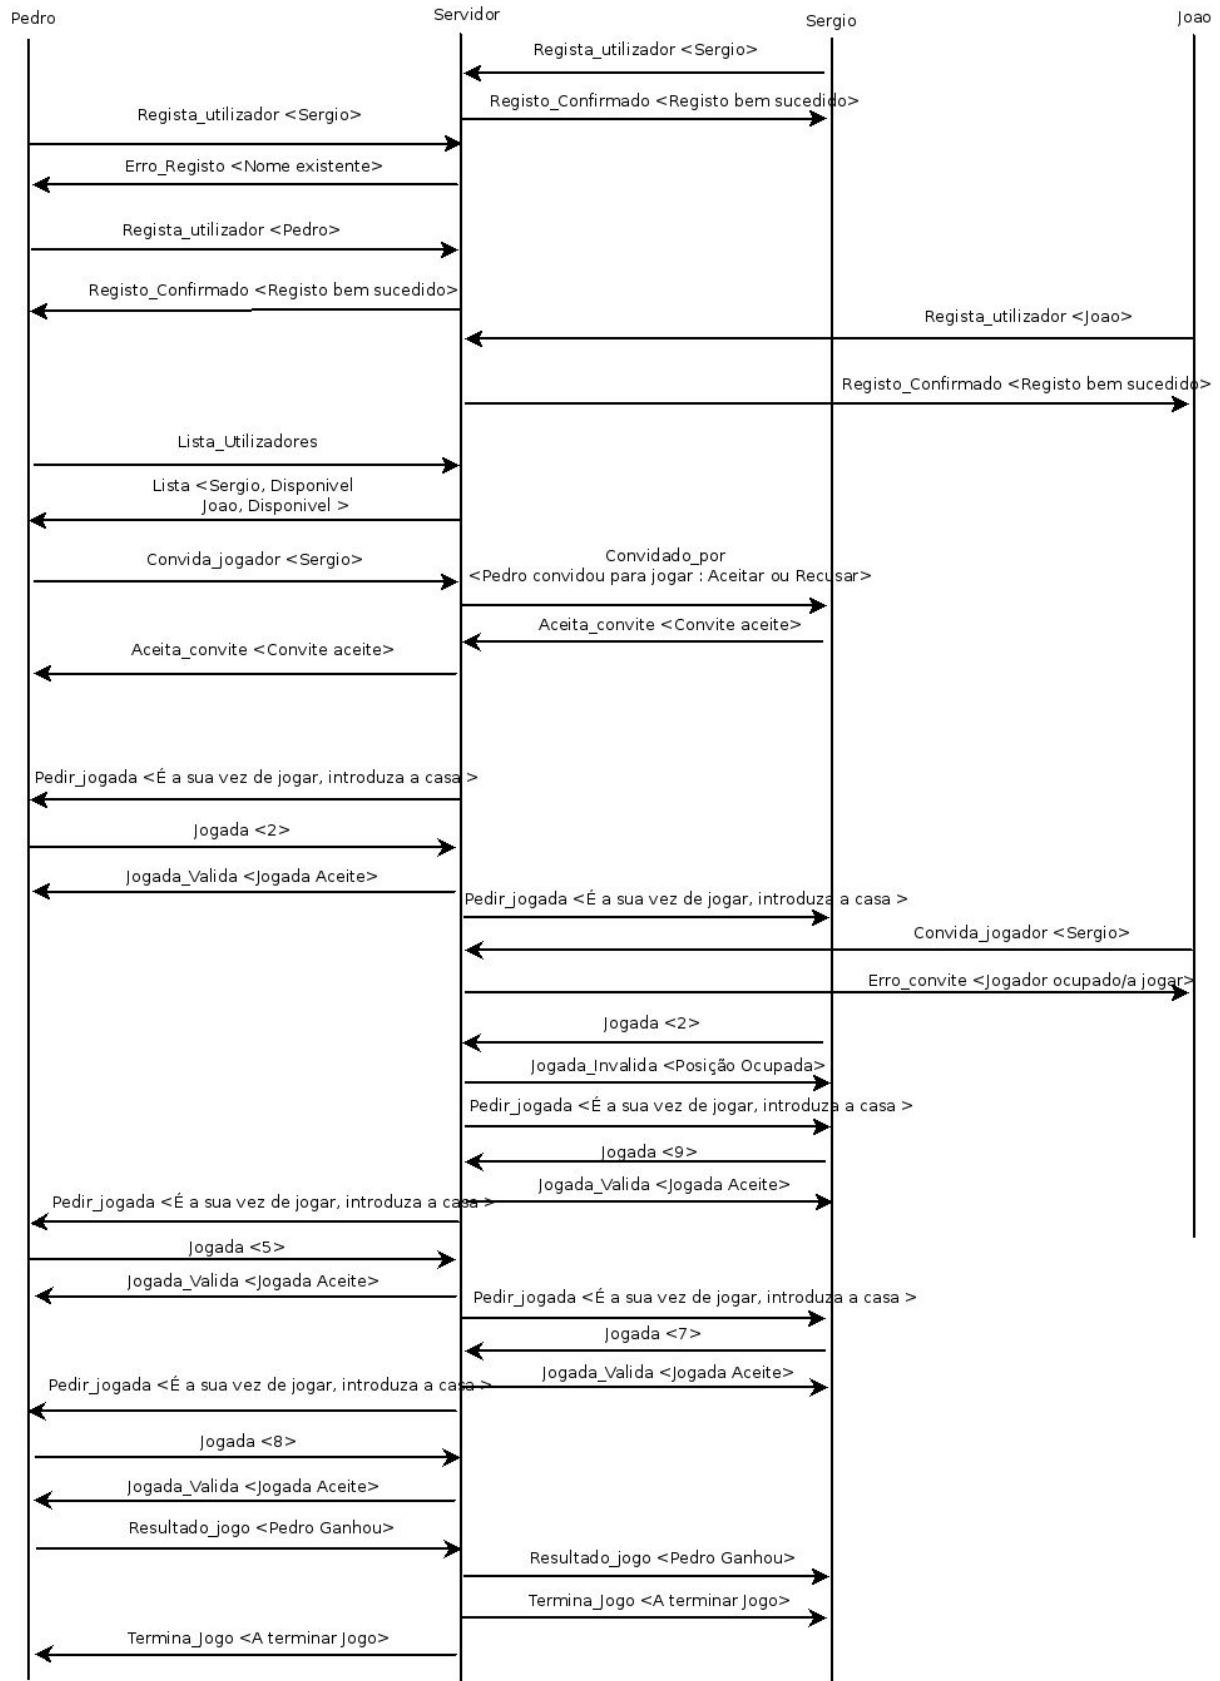 Pedro
Servidor
Sergio
Joao
Regista_utilizador <Sergio>
Registo_Confirmado <Registo bem sucedido>
Regista_utilizador <Sergio>
Erro_Registo <Nome existente>
Regista_utilizador <Pedro>
Registo_Confirmado <Registo bem sucedido>
Regista_utilizador <Joao>
Registo_Confirmado <Registo bem sucedido>
Lista_Utilizadores
Lista <Sergio, Disponivel
Joao, Disponivel >
Convida_jogador <Sergio>
Convidado_por
<Pedro convidou para jogar : Aceitar ou Recusar>
Aceita_convite <Convite aceite>
Aceita_convite <Convite aceite>
Pedir_jogada <É a sua vez de jogar, introduza a casa >
Jogada <2>
Jogada_Valida <Jogada Aceite>
Pedir_jogada <É a sua vez de jogar, introduza a casa >
Convida_jogador <Sergio>
Erro_convite <Jogador ocupado/a jogar>
Jogada <2>
Jogada_Invalida <Posição Ocupada>
Pedir_jogada <É a sua vez de jogar, introduza a casa >
Jogada <9>
Jogada_Valida <Jogada Aceite>
Pedir_jogada <É a sua vez de jogar, introduza a casa >
Jogada <5>
Jogada_Valida <Jogada Aceite>
Pedir_jogada <É a sua vez de jogar, introduza a casa >
Jogada <7>
Jogada_Valida <Jogada Aceite>
Pedir_jogada <É a sua vez de jogar, introduza a casa >
Jogada <8>
Jogada_Valida <Jogada Aceite>
Resultado_jogo <Pedro Ganhou>
Resultado_jogo <Pedro Ganhou>
Termina_Jogo <A terminar Jogo>
Termina_Jogo <A terminar Jogo>